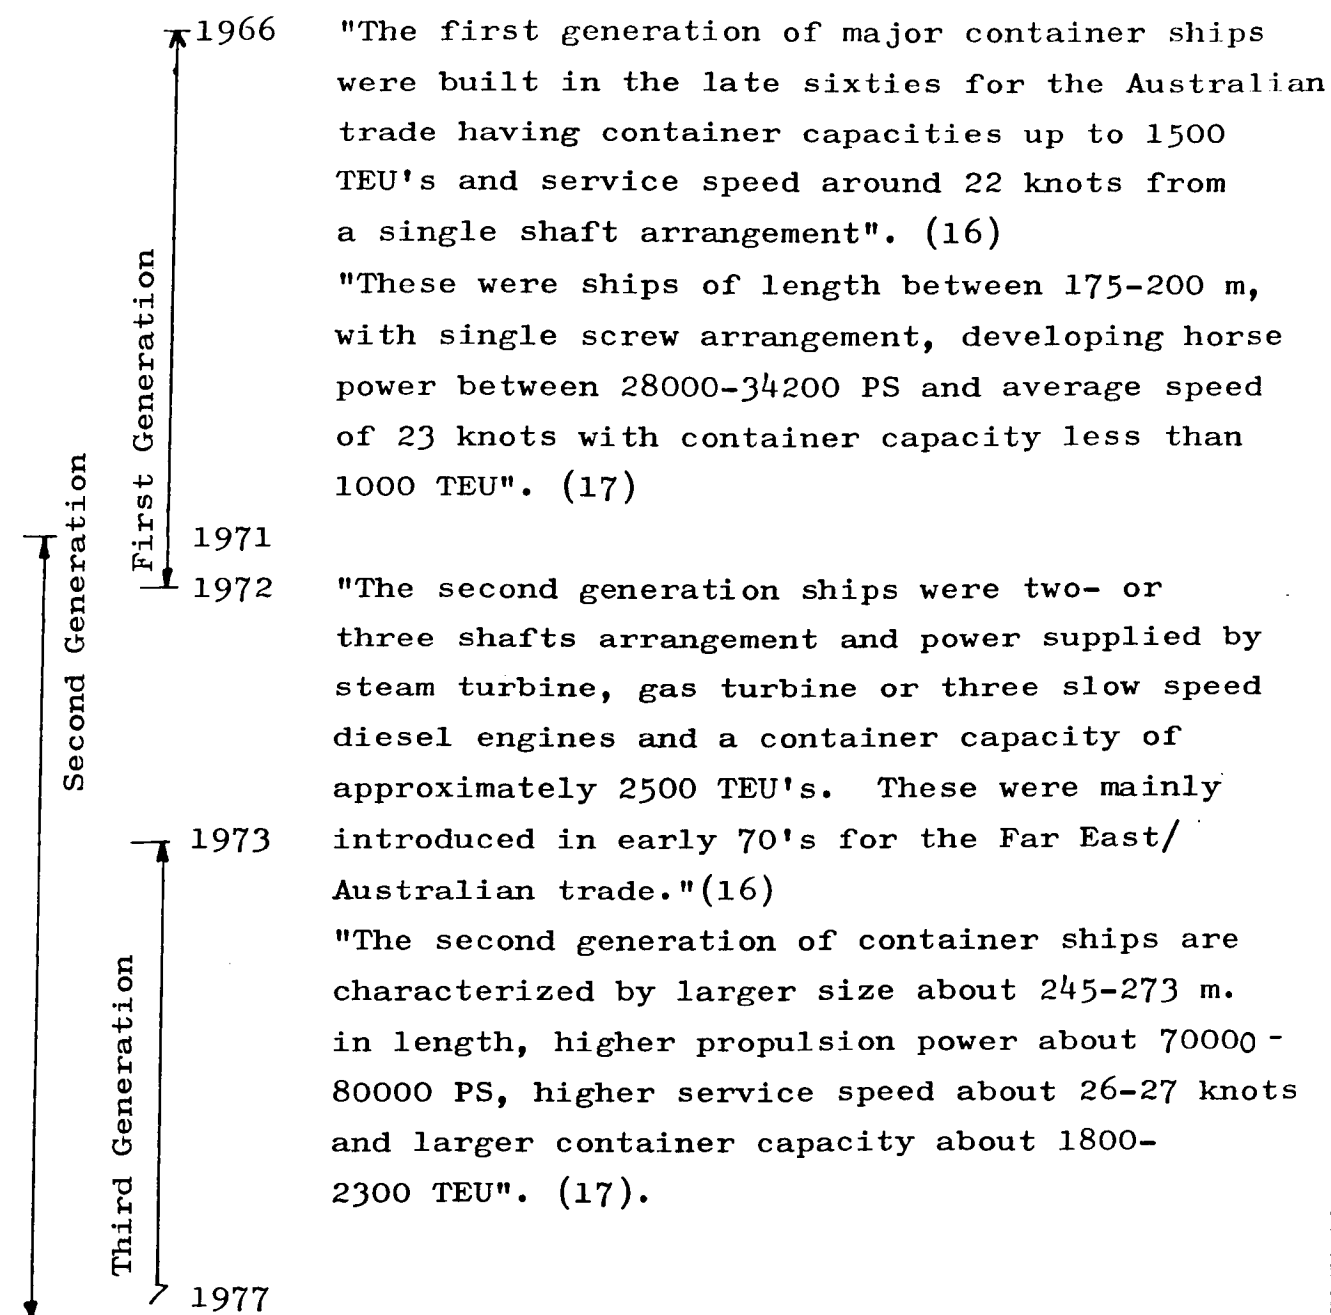 1966 "The first generation of major container ships
were built in the late sixties for the Australian
trade having container capacities up to 1500
TEU's and service speed around 22 knots from
a single shaft arrangement". (16)
"These were ships of length between 175-200 m,
with single screw arrangement, developing horse
power between 28000-34200 PS and average speed
of 23 knots with container capacity less than
1000 TEU". (17)
First Generation
1971
1972 "The second generation ships were two- or
three shafts arrangement and power supplied by
steam turbine, gas turbine or three slow speed
diesel engines and a container capacity of
approximately 2500 TEU's. These were mainly
1973 introduced in early 70's for the Far East/
Australian trade."(16)
"The second generation of container ships are
characterized by larger size about 245-273 m.
in length, higher propulsion power about 70000-
80000 PS, higher service speed about 26-27 knots
and larger container capacity about 1800-
2300 TEU". (17).
Second Generation
Third Generation
1977